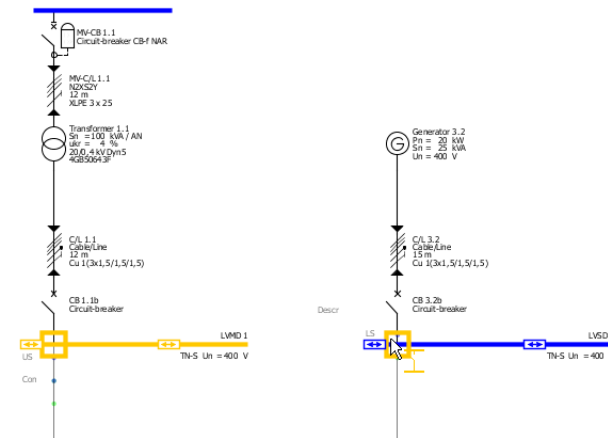 MV-CB 1.1
Circuit-breaker CB-f NAR
MV-C/L 1.1
N2XS2Y
12 m
XLPE 3 x 25
Transformer 1.1
Sn = 100 kVA / AN
ukr = 4 %
20/0,4 kV Dyn5
4GB50643F
C/L 1.1
Cable/Line
12 m
Cu 1(3x1,5/1,5/1,5)
CB 1.1b
Circuit-breaker
LVMD 1
US
TN-S Un = 400 V
Con
Generator 3.2
Pn = 20 kW
Sn = 25 kVA
Un = 400 V
G
C/L 3.2
Cable/Line
15 m
Cu 1(3x1,5/1,5/1,5)
Descr
CB 3.2b
Circuit-breaker
LS
LVSD
TN-S Un = 400